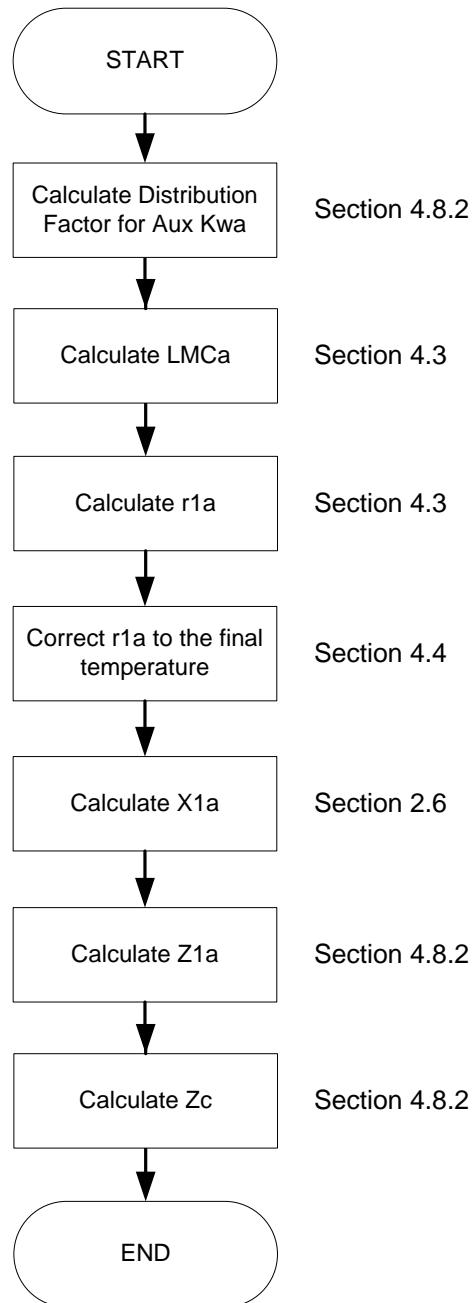 START
Calculate Distribution
Factor for Aux Kwa
Section 4.8.2
Calculate LMCa
Section 4.3
Calculate r1a
Section 4.3
Correct r1a to the final
temperature
Section 4.4
Calculate X1a
Section 2.6
Calculate Z1a
Section 4.8.2
Calculate Zc
Section 4.8.2
END